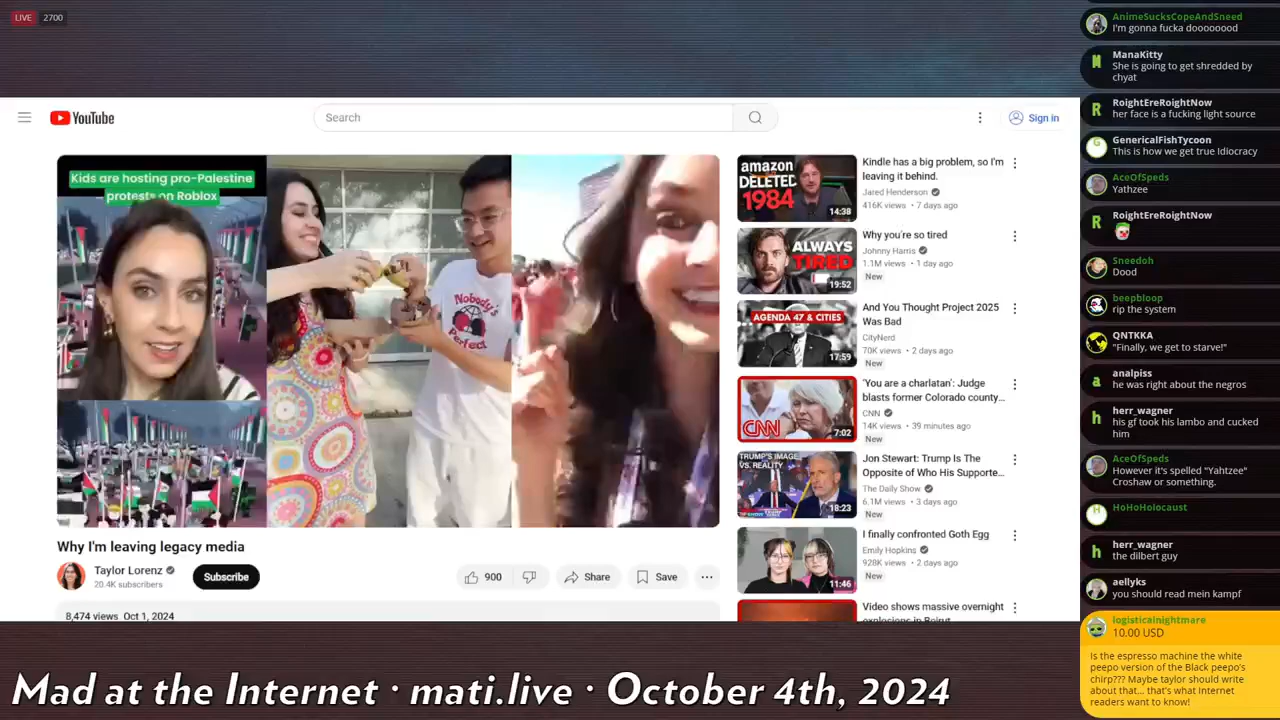 LIVE 2700
YouTube
Search
Sign in
Kids are hosting pro-Palestine
protests on Roblox
Nobody's
Perfect
Why I'm leaving legacy media
Taylor Lorenz
20.4K subscribers
Subscribe
900
Share
Save
8,474 views Oct 1, 2024
amazon
DELETED
1984
14:38
Kindle has a big problem, so I'm
leaving it behind.
Jared Henderson
416K views • 7 days ago
ALWAYS
TIRED
19:52
Why you're so tired
Johnny Harris
1.1M views • 1 day ago
New
AGENDA 47 & CITIES
17:59
And You Thought Project 2025
Was Bad
CityNerd
70K views • 2 days ago
New
CNN
7:02
'You are a charlatan': Judge
blasts former Colorado county...
CNN
14K views • 39 minutes ago
New
TRUMP'S IMAGE
VS. REALITY
18:23
Jon Stewart: Trump Is The
Opposite of Who His Supporte...
The Daily Show
6.1M views • 3 days ago
New
11:46
I finally confronted Goth Egg
Emily Hopkins
928K views • 2 days ago
New
Video shows massive overnight
explosions in Beirut
AnimeSucksCopeAndSneed
I'm gonna fucka doooooood
ManaKitty
She is going to get shredded by
chyat
RoightEreRoightNow
her face is a fucking light source
GenericalFishTycoon
This is how we get true Idiocracy
AceOfSpeds
Yathzee
RoightEreRoightNow
Sneedoh
Dood
beepbloop
rip the system
QNTKKA
"Finally, we get to starve!"
analpiss
he was right about the negros
herr_wagner
his gf took his lambo and cucked
him
AceOfSpeds
However it's spelled "Yahtzee"
Croshaw or something.
HoHoHolocaust
herr_wagner
the dilbert guy
aellyks
you should read mein kampf
logisticalnightmare
10.00 USD
Is the espresso machine the white
peepo version of the Black peepo's
chirp??? Maybe taylor should write
about that... that's what Internet
readers want to know!
Mad at the Internet · mati.live · October 4th, 2024